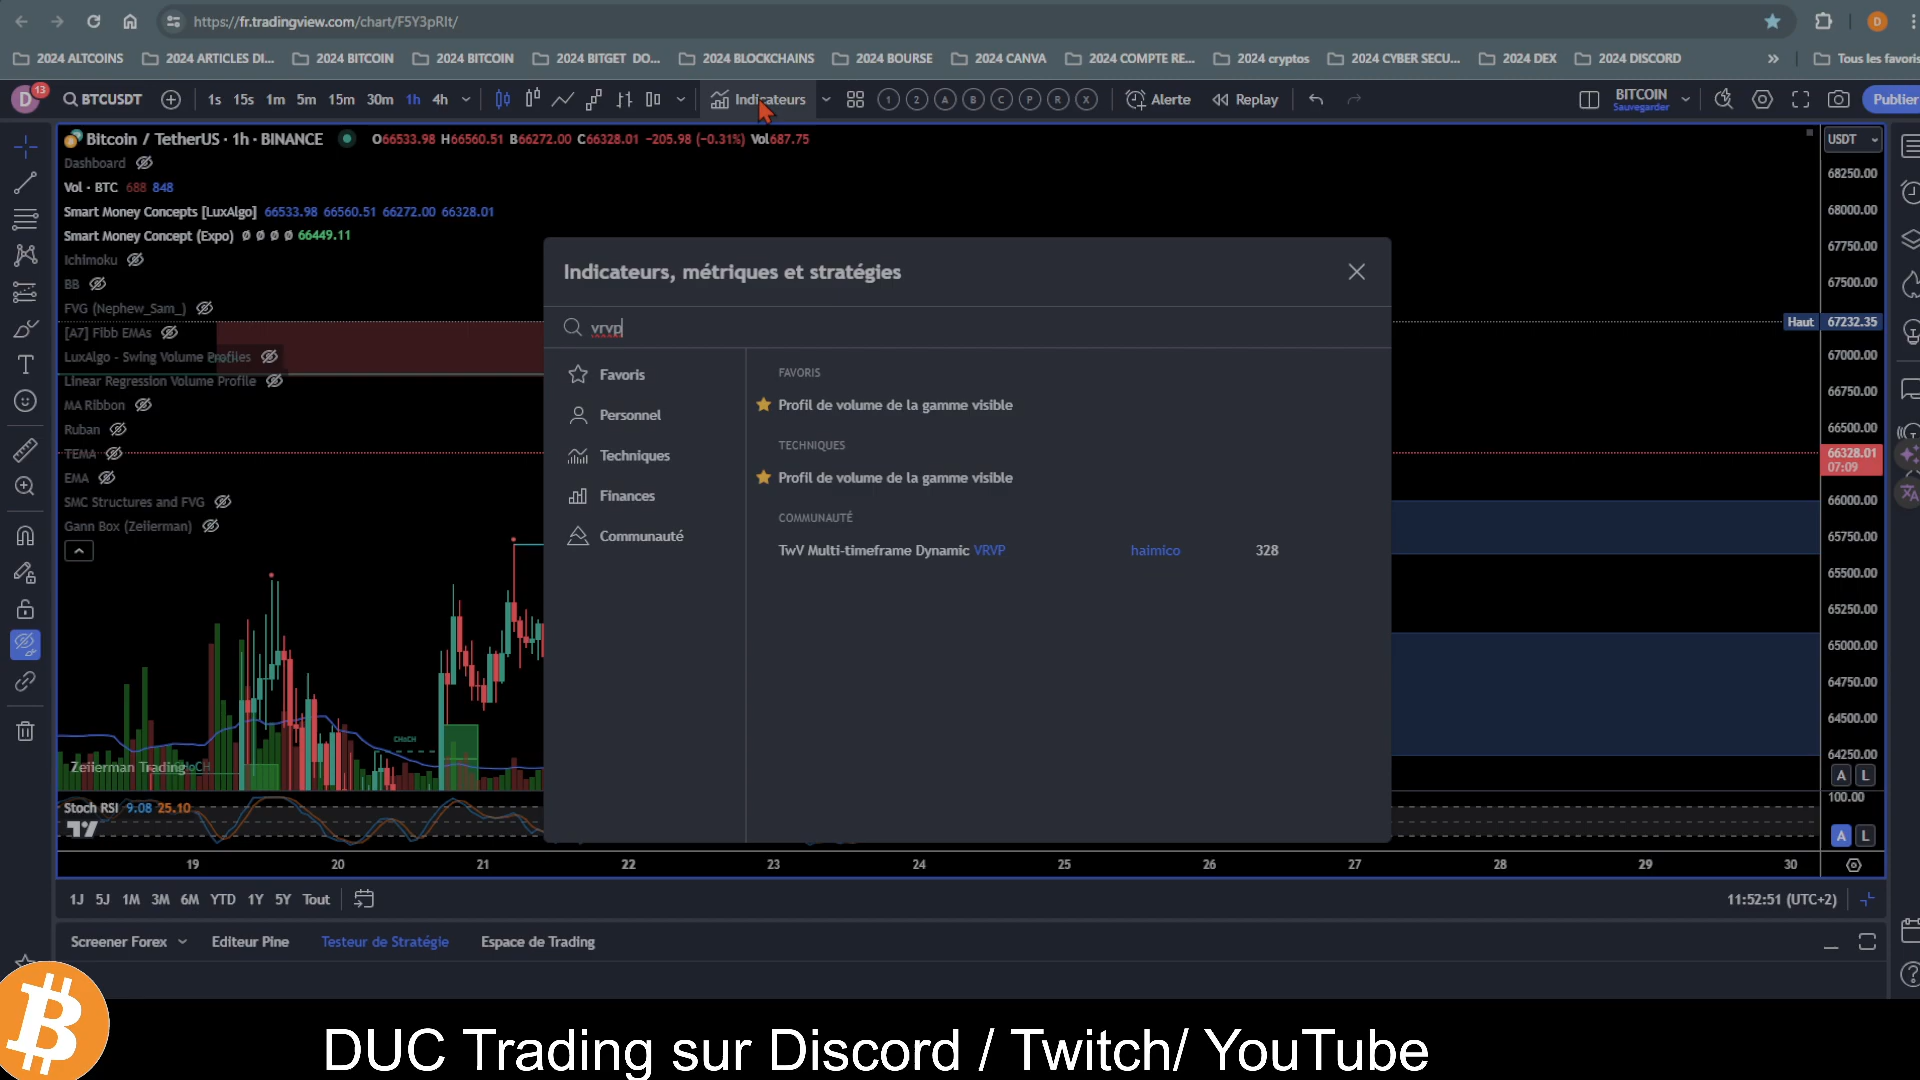 https://fr.tradingview.com/chart/F5Y3pRIt/
D
2024 ALTCOINS
2024 ARTICLES DI...
2024 BITCOIN
2024 BITCOIN
2024 BITGET DO...
2024 BLOCKCHAINS
2024 BOURSE
2024 CANVA
2024 COMPTE RE...
2024 cryptos
2024 CYBER SECU...
2024 DEX
2024 DISCORD
Tous les favoris
D 13
BTCUSDT
1s 15s 1m 5m 15m 30m 1h 4h
Indicateurs
1 2 A B C P R X
Alerte
Replay
BITCOIN
Sauvegarder
Publier
Bitcoin / TetherUS · 1h · BINANCE
O66533.98 H66560.51 B66272.00 C66328.01 −205.98 (−0.31%) Vol687.75
USDT
Dashboard
Vol · BTC 688 848
Smart Money Concepts [LuxAlgo] 66533.98 66560.51 66272.00 66328.01
Smart Money Concept (Expo) Ø Ø Ø Ø 66449.11
Ichimoku
BB
FVG (Nephew_Sam_)
[A7] Fibb EMAs
LuxAlgo - Swing Volume Profiles
Linear Regression Volume Profile
MA Ribbon
Ruban
TEMA
EMA
SMC Structures and FVG
Gann Box (Zeiierman)
CHoCH
Zeiierman Trading
CHoCH
Stoch RSI 9.08 25.10
Indicateurs, métriques et stratégies
vrvp
Favoris
Personnel
Techniques
Finances
Communauté
FAVORIS
Profil de volume de la gamme visible
TECHNIQUES
Profil de volume de la gamme visible
COMMUNAUTÉ
TwV Multi-timeframe Dynamic VRVP haimico 328
68250.00
68000.00
67750.00
67500.00
Haut 67232.35
67000.00
66750.00
66500.00
66328.01
07:09
66000.00
65750.00
65500.00
65250.00
65000.00
64750.00
64500.00
64250.00
A L
100.00
A L
19 20 21 22 23 24 25 26 27 28 29 30
1J 5J 1M 3M 6M YTD 1Y 5Y Tout
11:52:51 (UTC+2)
Screener Forex
Editeur Pine
Testeur de Stratégie
Espace de Trading
DUC Trading sur Discord / Twitch/ YouTube